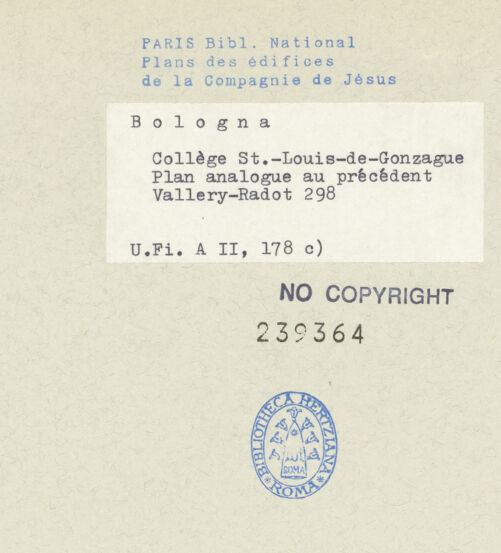 PARIS Bibl. National
Plans des édifices
de la Compagnie de Jésus
Bologna
Collège St.-Louis-de-Gonzague
Plan analogue au précédent
Vallery-Radot 298
U.Fi. A II, 178 c)
NO COPYRIGHT
239364
BIBLIOTHECA HERTZIANA
ROMA
ROMA